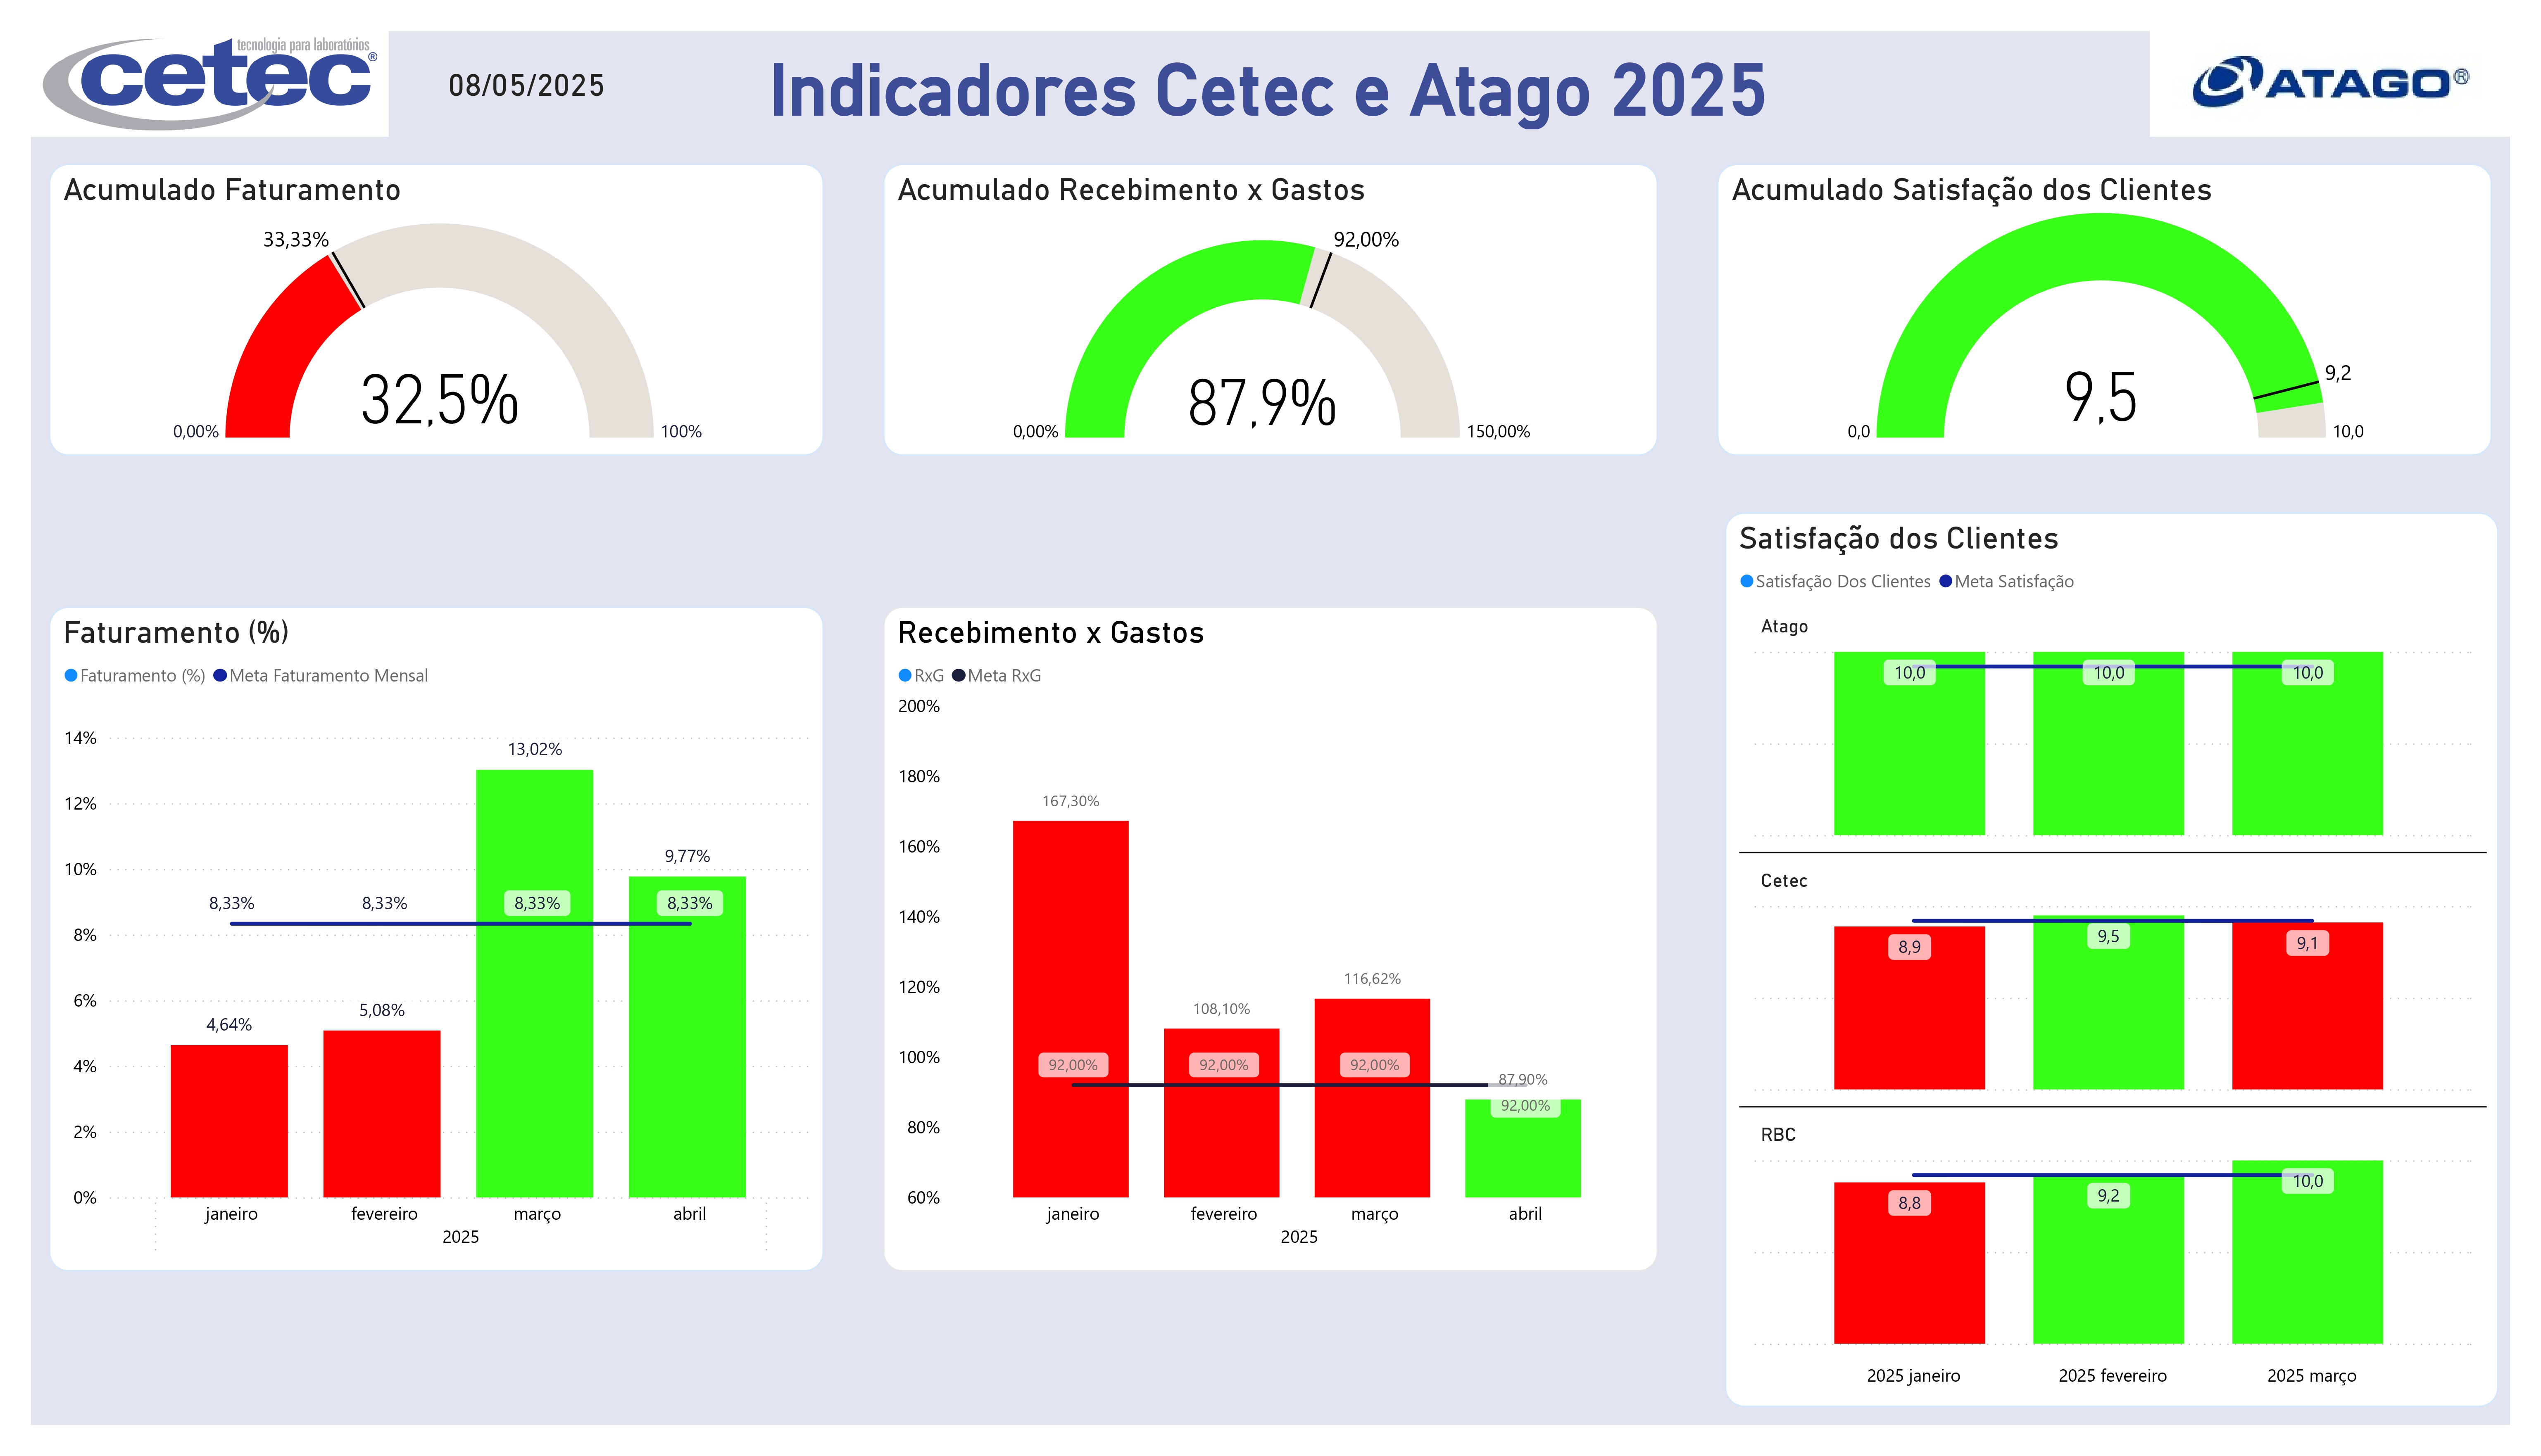 tecnologia para laboratórios
cetec®
08/05/2025
Indicadores Cetec e Atago 2025
ATAGO®
Acumulado Faturamento
33,33%
32,5%
0,00%
100%
Acumulado Recebimento x Gastos
92,00%
87,9%
0,00%
150,00%
Acumulado Satisfação dos Clientes
9,2
9,5
0,0
10,0
Faturamento (%)
Faturamento (%) Meta Faturamento Mensal
14%
13,02%
12%
10%
9,77%
8,33% 8,33% 8,33% 8,33%
8%
6%
5,08%
4,64%
4%
2%
0%
janeiro fevereiro março abril
2025
Recebimento x Gastos
RxG Meta RxG
200%
180%
167,30%
160%
140%
120%
116,62%
108,10%
100%
92,00% 92,00% 92,00%
87,90%
92,00%
80%
60%
janeiro fevereiro março abril
2025
Satisfação dos Clientes
Satisfação Dos Clientes Meta Satisfação
Atago
10,0 10,0 10,0
Cetec
8,9 9,5 9,1
RBC
8,8 9,2 10,0
2025 janeiro 2025 fevereiro 2025 março